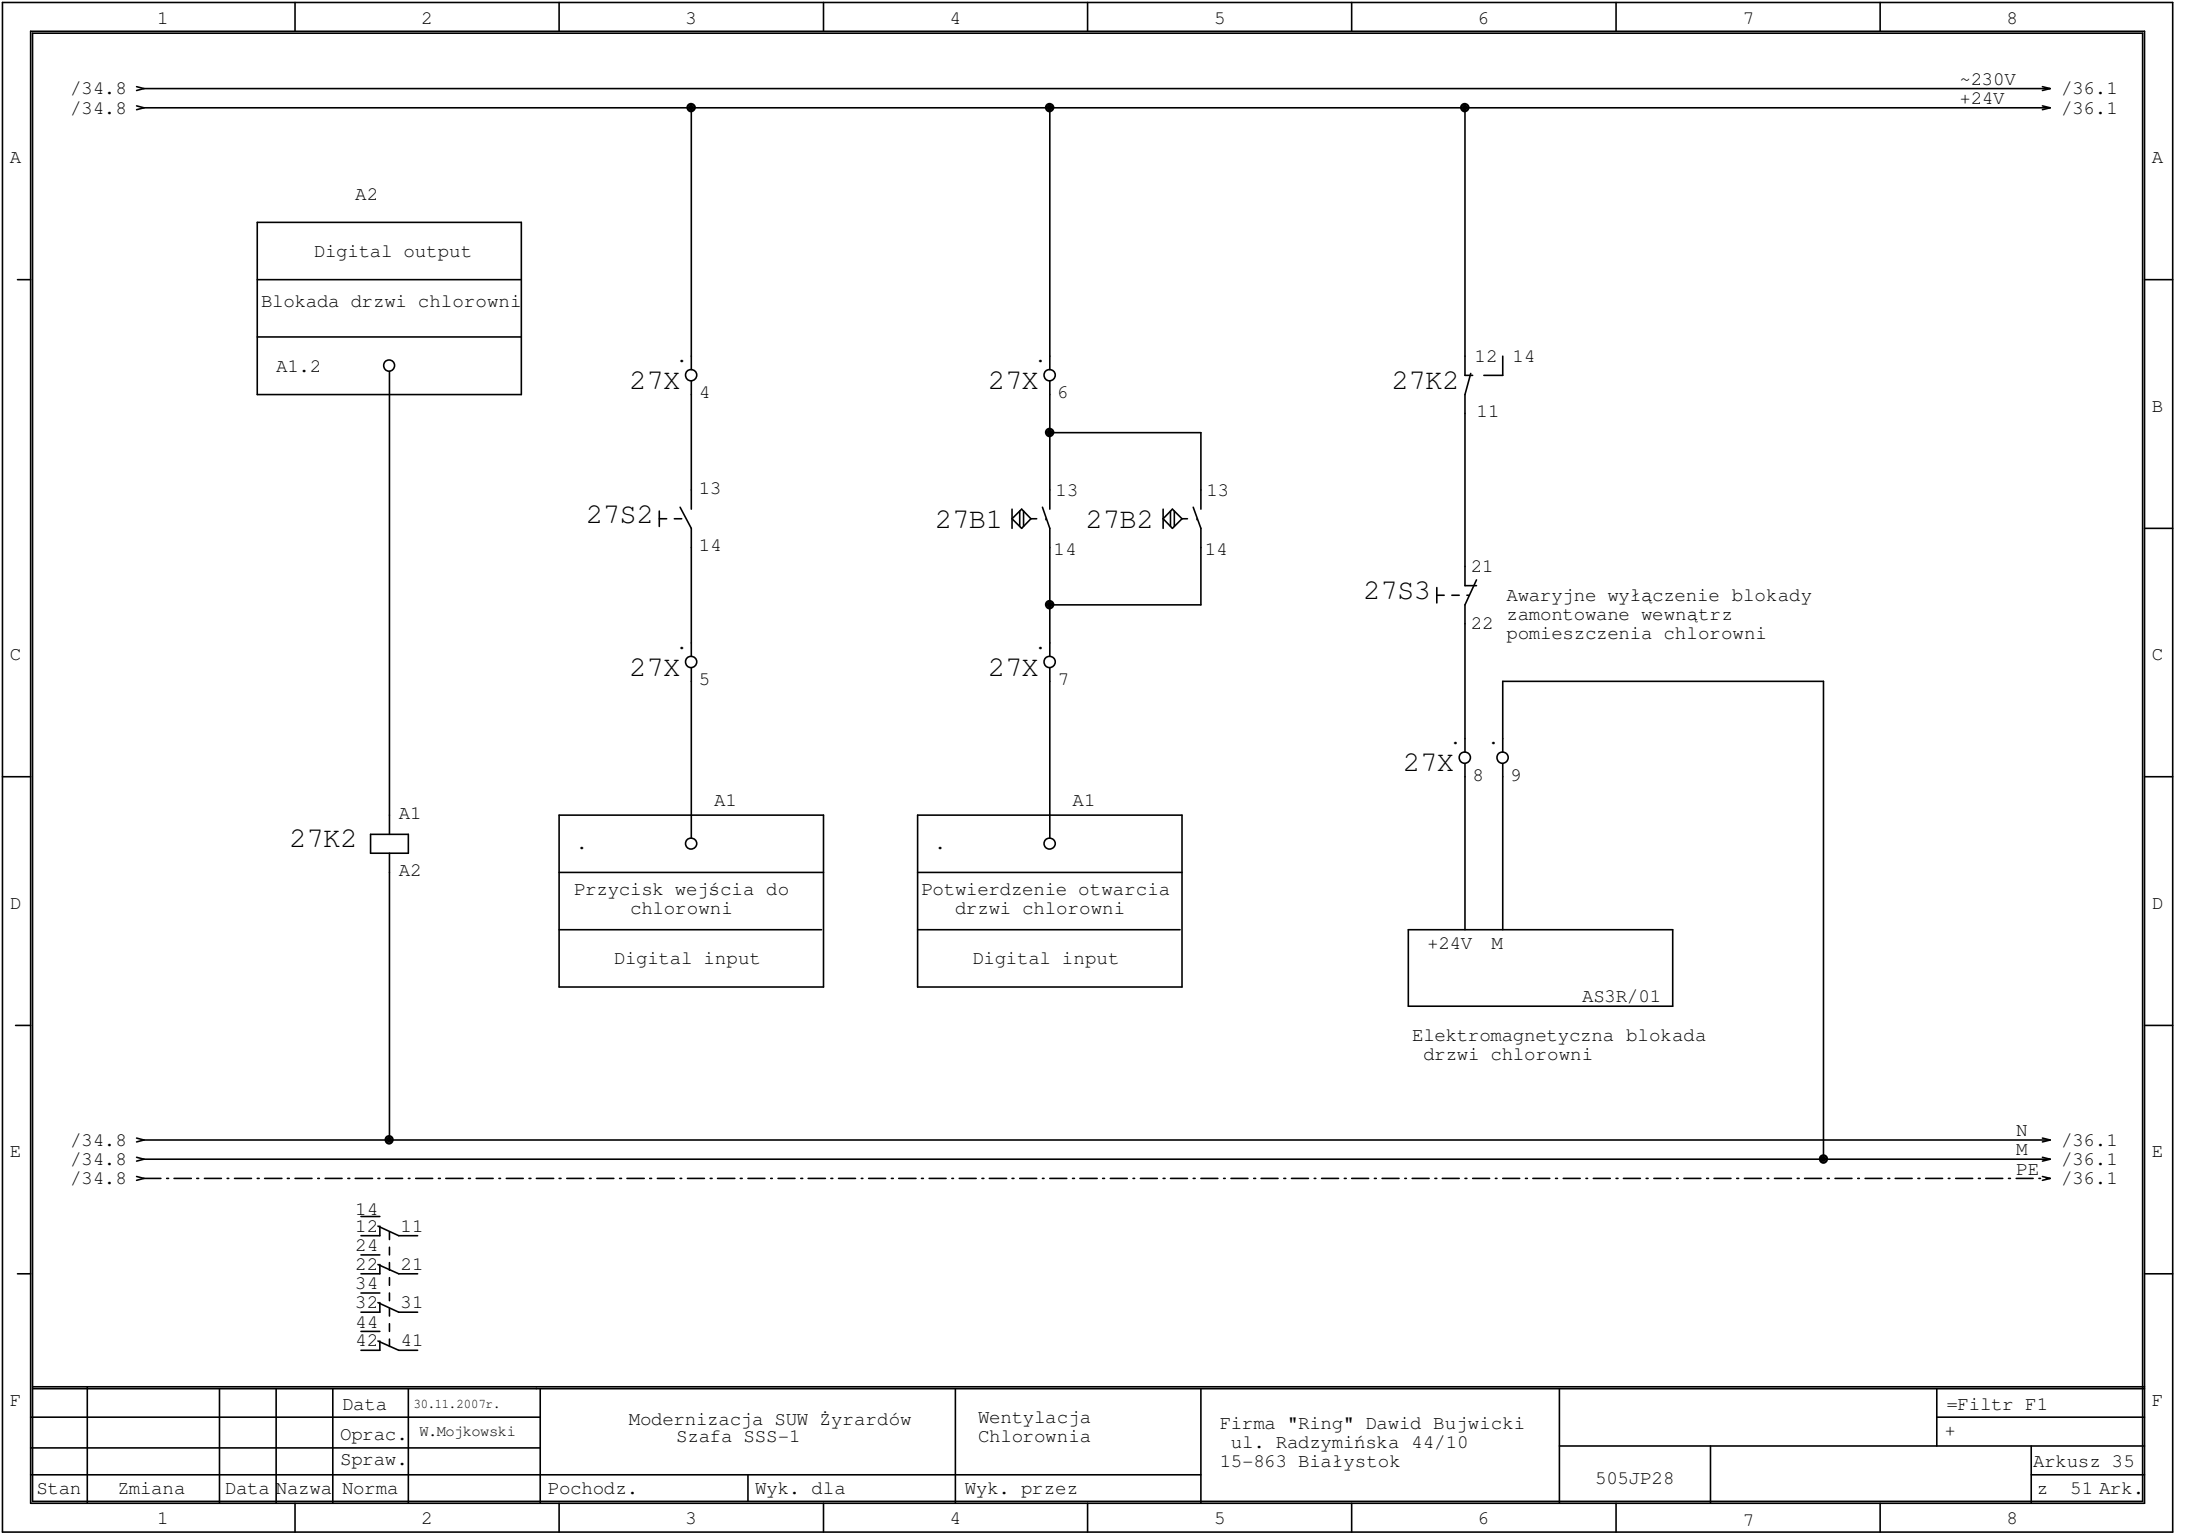 1 2 3 4 5 6 7 8
/34.8 ~230V /36.1
/34.8 +24V /36.1
A A
A2
Digital output
Blokada drzwi chlorowni
A1.2
27X 4
27X 6
27K2 12 14
11
B B
13
27S2
14
13
27B1
14
13
27B2
14
21
27S3
22
Awaryjne wyłączenie blokady
zamontowane wewnątrz
pomieszczenia chlorowni
C C
27X 5
27X 7
27X 8 9
A1
27K2
A2
A1
.
Przycisk wejścia do
chlorowni
Digital input
A1
.
Potwierdzenie otwarcia
drzwi chlorowni
Digital input
D D
+24V M
AS3R/01
Elektromagnetyczna blokada
drzwi chlorowni
/34.8 N /36.1
E E
/34.8 M /36.1
/34.8 PE /36.1
14
12 11
24
22 21
34
32 31
44
42 41
F F
Data 30.11.2007r.
Oprac. W.Mojkowski
Spraw.
Stan Zmiana Data Nazwa Norma
Modernizacja SUW Żyrardów
Szafa SSS-1
Pochodz. Wyk. dla
Wentylacja
Chlorownia
Wyk. przez
Firma "Ring" Dawid Bujwicki
ul. Radzymińska 44/10
15-863 Białystok
505JP28
=Filtr F1
+
Arkusz 35
z 51 Ark.
1 2 3 4 5 6 7 8